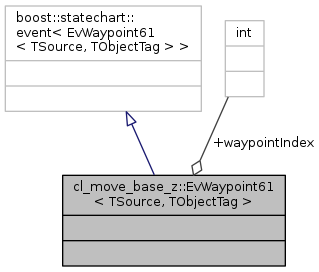 boost::statechart::
event< EvWaypoint61
< TSource, TObjectTag > >
int
+waypointIndex
cl_move_base_z::EvWaypoint61
< TSource, TObjectTag >